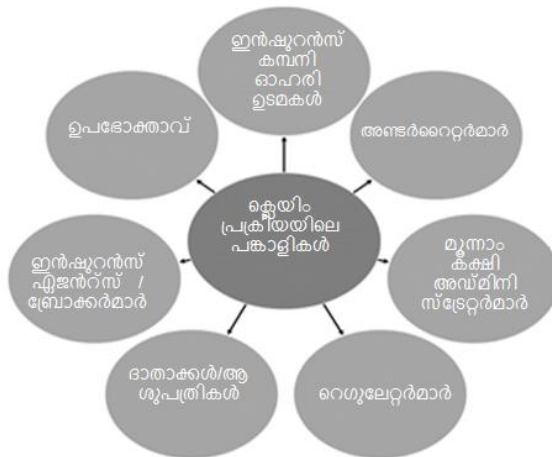 ഇൻഷുറൻസ്
കമ്പനി
ഓഹരി
ഉടമകൾ
ഉപഭോക്താവ്
അണ്ടർറൈറ്റർമാർ
ക്ലെയിം
പ്രക്രിയയിലെ
പങ്കാളികൾ
ഇൻഷുറൻസ്
ഏജൻറ്സ് /
ബ്രോക്കർമാർ
മൂന്നാം
കക്ഷി
അഡ്മിനി
സ്ട്രേറ്റർമാർ
ദാതാക്കൾ/ആ
ശുപത്രികൾ
റെഗുലേറ്റർമാർ